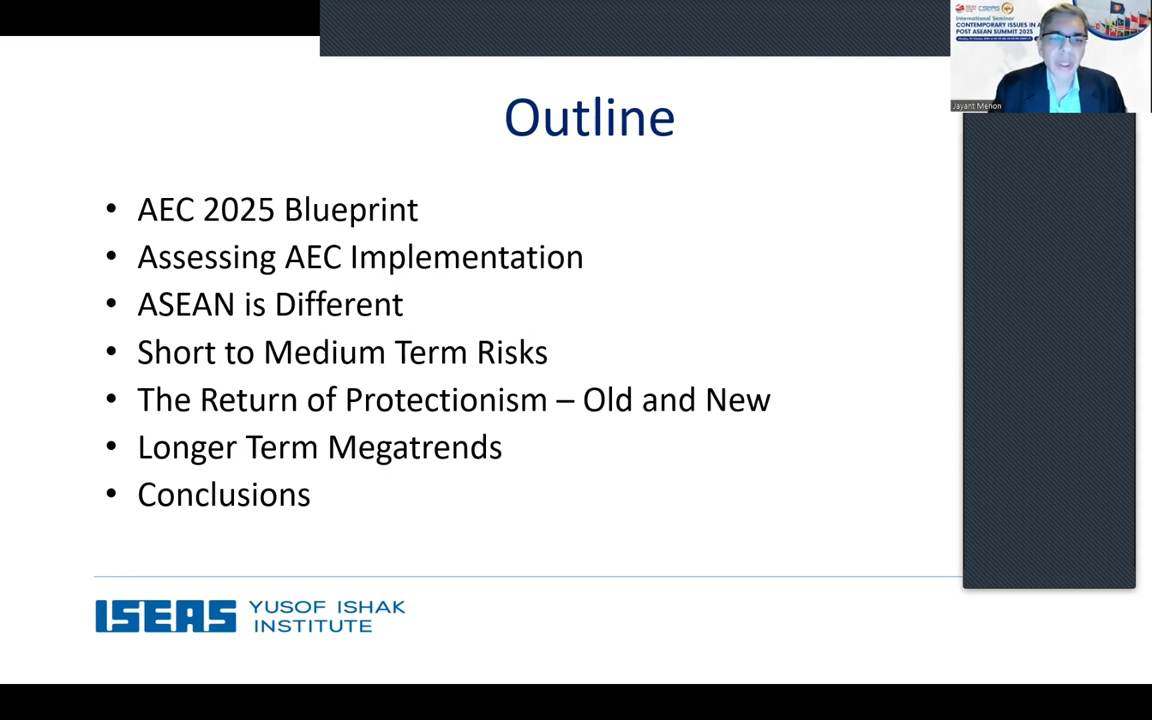 International Seminar
CONTEMPORARY ISSUES IN A
POST ASEAN SUMMIT 2025
Jayant Menon
Outline
• AEC 2025 Blueprint
• Assessing AEC Implementation
• ASEAN is Different
• Short to Medium Term Risks
• The Return of Protectionism – Old and New
• Longer Term Megatrends
• Conclusions
ISEAS YUSOF ISHAK
INSTITUTE